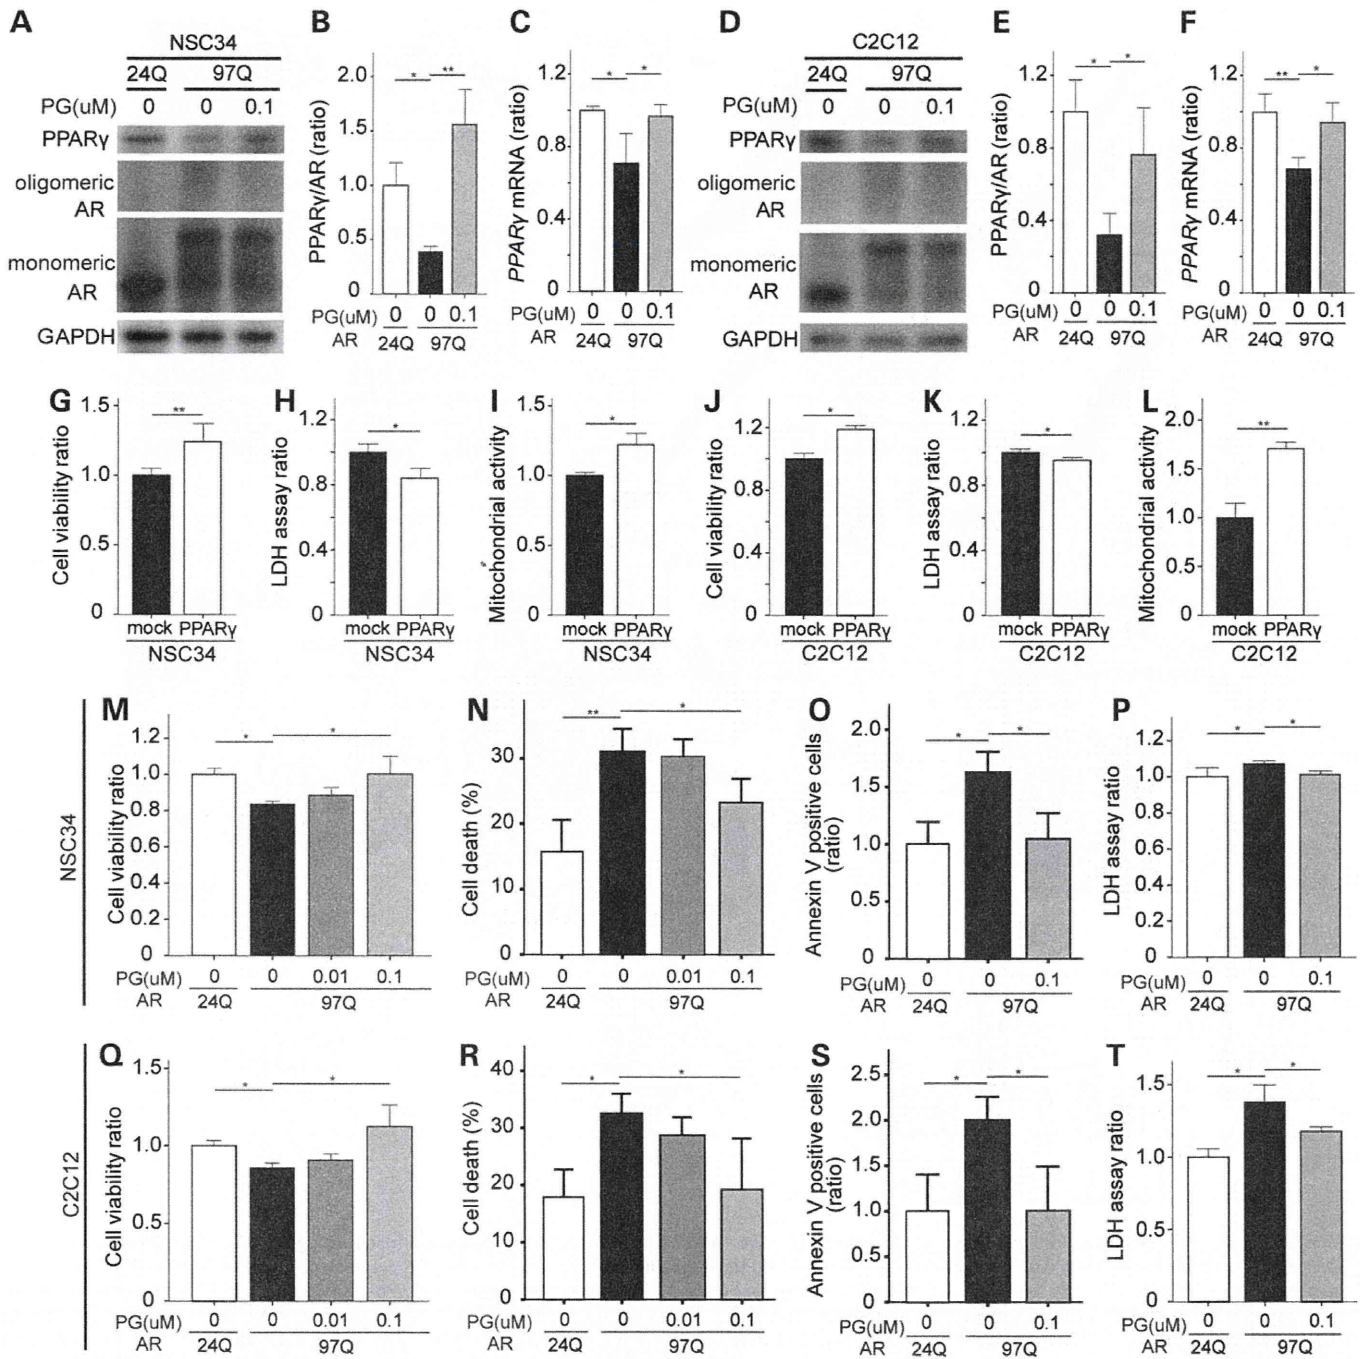 A
NSC34
24Q 97Q
PG(uM) 0 0 0.1
PPARγ
oligomeric
AR
monomeric
AR
GAPDH
B
PPARγ/AR (ratio)
2.0
1.5
1.0
0.5
0
* **
PG(uM) 0 0 0.1
AR 24Q 97Q
C
PPARγ mRNA (ratio)
1.2
0.8
0.4
0
* *
0 0 0.1
24Q 97Q
D
C2C12
24Q 97Q
PG(uM) 0 0 0.1
PPARγ
oligomeric
AR
monomeric
AR
GAPDH
E
PPARγ/AR (ratio)
1.2
0.8
0.4
0
* *
PG(uM) 0 0 0.1
AR 24Q 97Q
F
PPARγ mRNA (ratio)
1.2
0.8
0.4
0
** *
0 0 0.1
24Q 97Q
G
Cell viability ratio
1.5
1.0
0.5
0
**
mock PPARγ
NSC34
H
LDH assay ratio
1.2
0.8
0.4
0
*
mock PPARγ
NSC34
I
Mitochondrial activity
1.5
1.0
0.5
0
*
mock PPARγ
NSC34
J
Cell viability ratio
1.2
0.8
0.4
0
*
mock PPARγ
C2C12
K
LDH assay ratio
1.2
0.8
0.4
0
*
mock PPARγ
C2C12
L
Mitochondrial activity
2.0
1.5
1.0
0.5
0
**
mock PPARγ
C2C12
NSC34
M
Cell viability ratio
1.2
1.0
0.8
0.6
0.4
0.2
0
* *
PG(uM) 0 0 0.01 0.1
AR 24Q 97Q
N
Cell death (%)
30
20
10
0
** *
PG(uM) 0 0 0.01 0.1
AR 24Q 97Q
O
Annexin V positive cells
(ratio)
2.0
1.5
1.0
0.5
0
* *
PG(uM) 0 0 0.1
AR 24Q 97Q
P
LDH assay ratio
1.2
1.0
0.8
0.6
0.4
0.2
0
* *
PG(uM) 0 0 0.1
AR 24Q 97Q
C2C12
Q
Cell viability ratio
1.5
1.0
0.5
0
* *
PG(uM) 0 0 0.01 0.1
AR 24Q 97Q
R
Cell death (%)
40
30
20
10
0
* *
PG(uM) 0 0 0.01 0.1
AR 24Q 97Q
S
Annexin V positive cells
(ratio)
2.5
2.0
1.5
1.0
0.5
0
* *
PG(uM) 0 0 0.1
AR 24Q 97Q
T
LDH assay ratio
1.5
1.0
0.5
0
* *
PG(uM) 0 0 0.1
AR 24Q 97Q